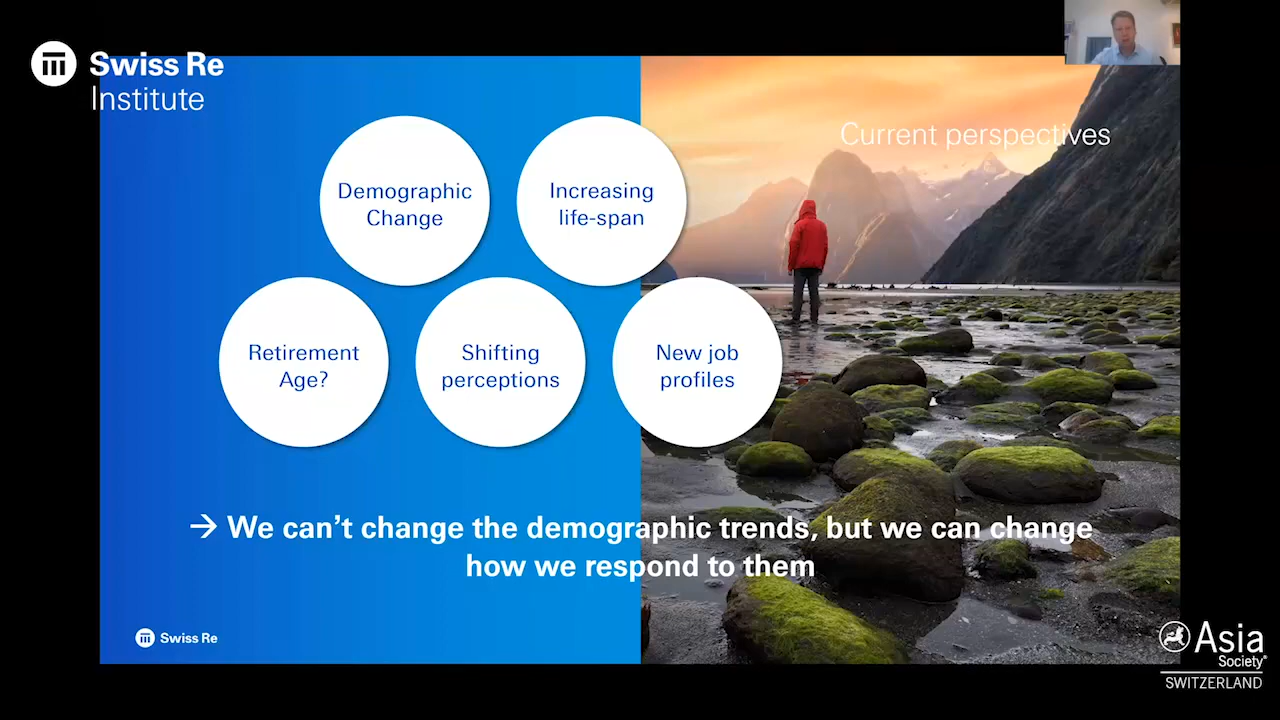 Swiss Re
Institute
Current perspectives
Demographic
Change
Increasing
life-span
Retirement
Age?
Shifting
perceptions
New job
profiles
→ We can’t change the demographic trends, but we can change
how we respond to them
Swiss Re
Asia
Society
SWITZERLAND